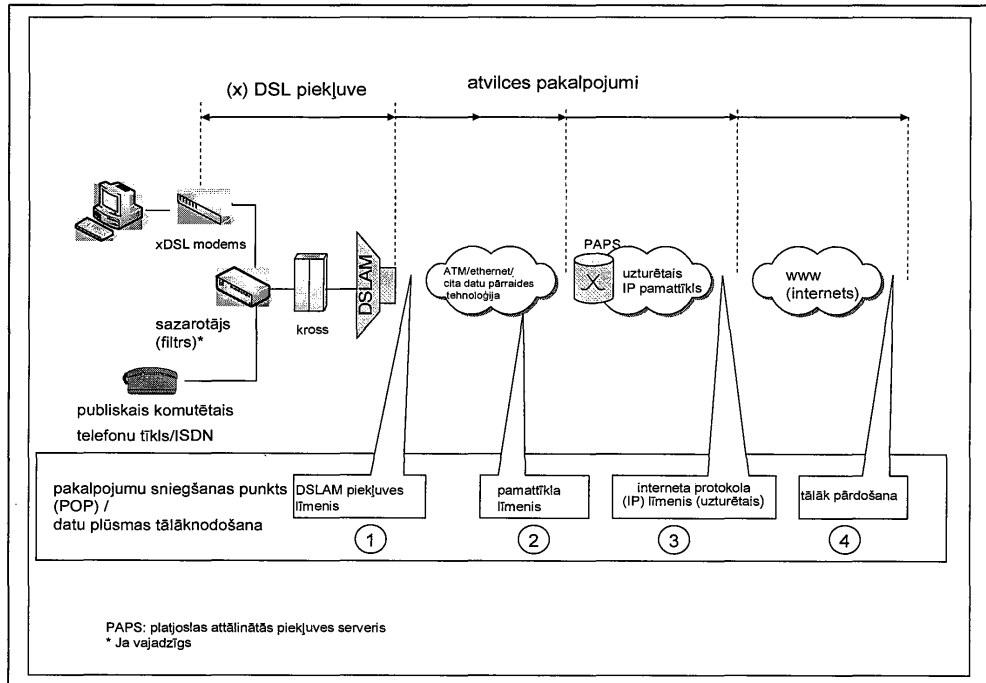 (x) DSL piekļuve
atvilces pakalpojumi
xDSL modems
sazarotājs
(filtrs)*
kross
DSLAM
ATM/ethernet/
cita datu pārraides
tehnoloģija
PAPS
uzturētais
IP pamattīkls
www
(internets)
publiskais komutētais
telefonu tīkls/ISDN
pakalpojumu sniegšanas punkts
(POP) /
datu plūsmas tālāknodošana
DSLAM piekļuves
līmenis
1
pamattīkla
līmenis
2
interneta protokola
(IP) līmenis (uzturētais)
3
tālāk pārdošana
4
PAPS: platjoslas attālinātās piekļuves serveris
* Ja vajadzīgs